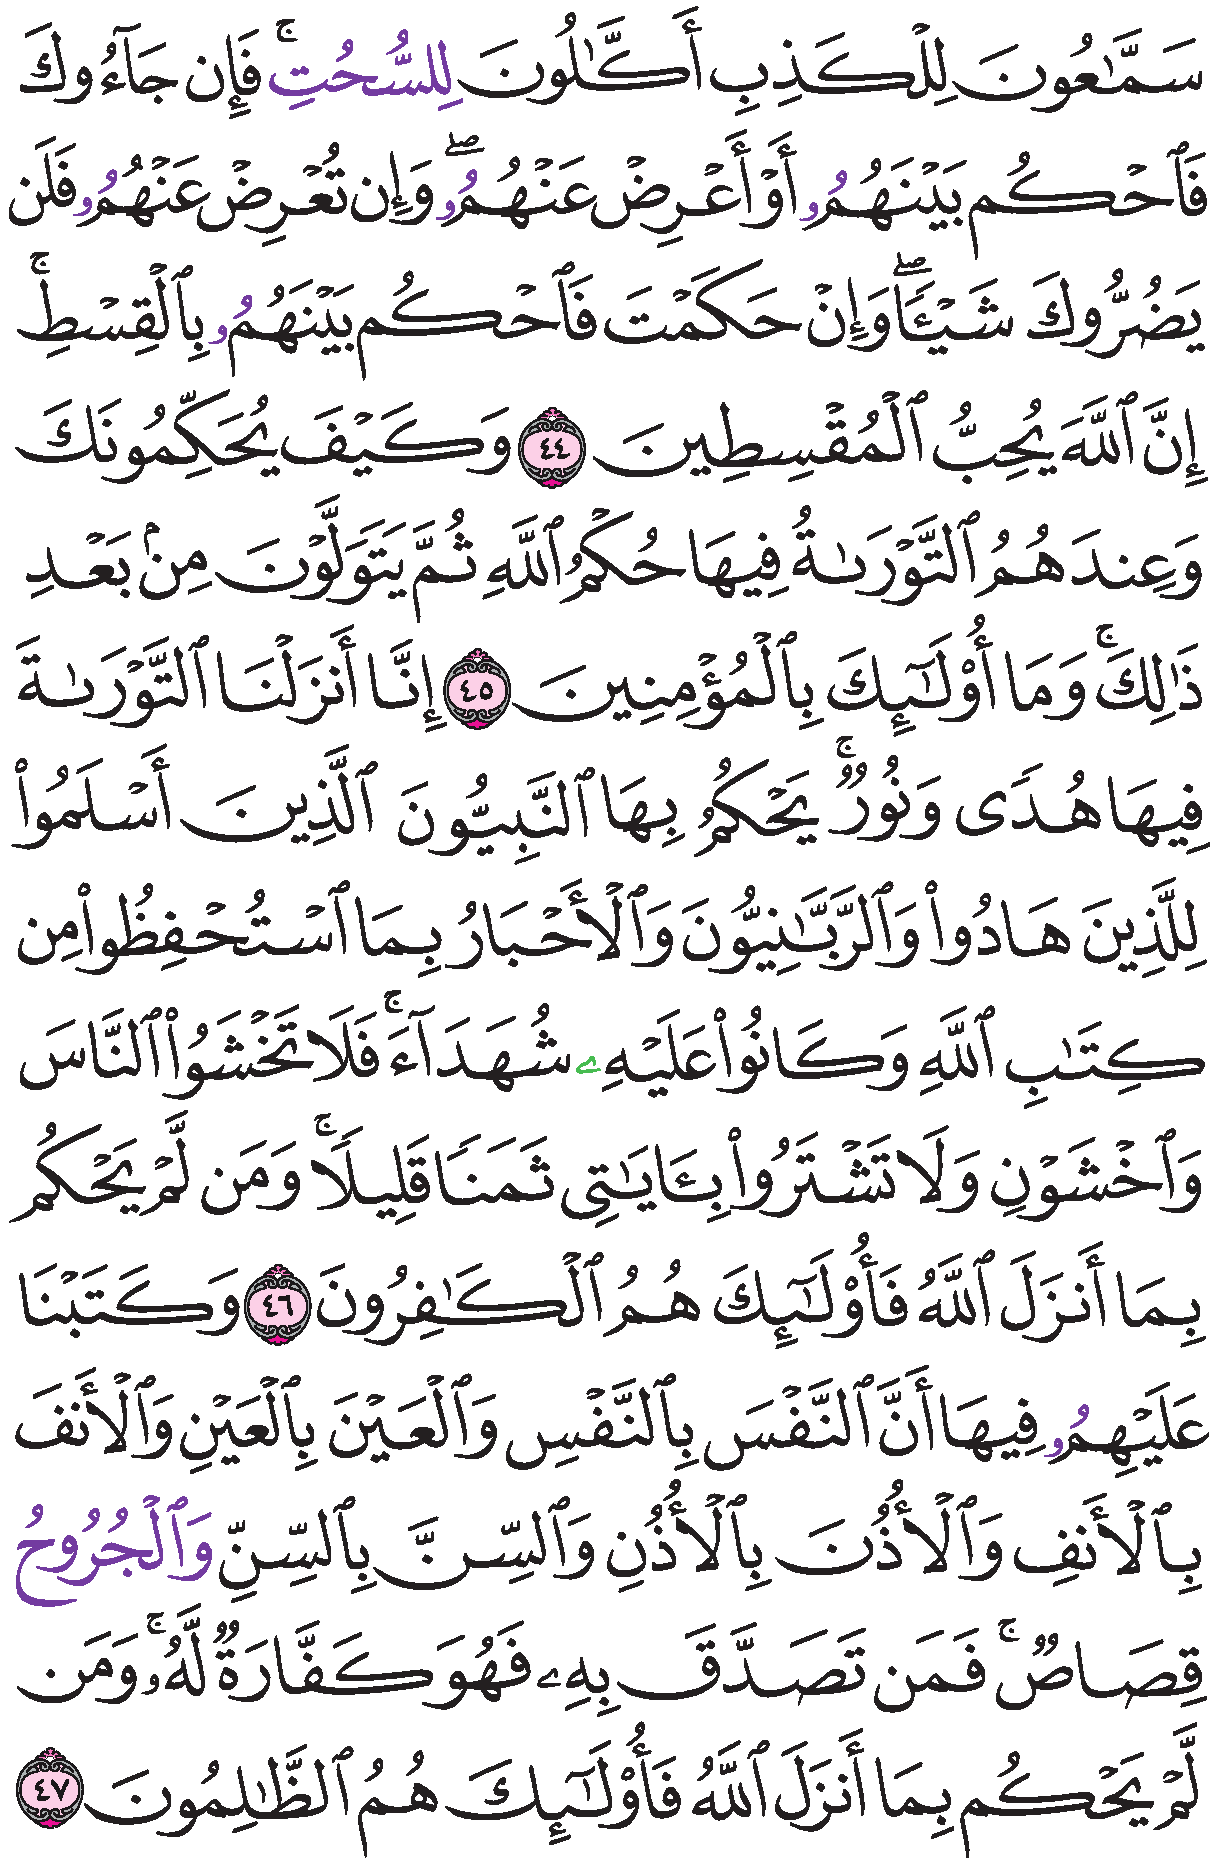 سَمَّٰعُونَ لِلۡكَذِبِ أَكَّٰلُونَ لِلسُّحُتِۚ فَإِن جَآءُوكَ
فَٱحۡكُم بَيۡنَهُمُۥ أَوۡ أَعۡرِضۡ عَنۡهُمُۥۖ وَإِن تُعۡرِضۡ عَنۡهُمُۥ فَلَن
يَضُرُّوكَ شَيۡـًٔاۖ وَإِنۡ حَكَمۡتَ فَٱحۡكُم بَيۡنَهُمُۥ بِٱلۡقِسۡطِۚ
إِنَّ ٱللَّهَ يُحِبُّ ٱلۡمُقۡسِطِينَ ٤٤ وَكَيۡفَ يُحَكِّمُونَكَ
وَعِندَهُمُ ٱلتَّوۡرَىٰةُ فِيهَا حُكۡمُ ٱللَّهِ ثُمَّ يَتَوَلَّوۡنَ مِنۢ بَعۡدِ
ذَٰلِكَۚ وَمَا أُوْلَٰٓئِكَ بِٱلۡمُؤۡمِنِينَ ٤٥ إِنَّا أَنزَلۡنَا ٱلتَّوۡرَىٰةَ
فِيهَا هُدًى وَنُورٌۚ يَحۡكُمُ بِهَا ٱلنَّبِيُّونَ ٱلَّذِينَ أَسۡلَمُواْ
لِلَّذِينَ هَادُواْ وَٱلرَّبَّٰنِيُّونَ وَٱلۡأَحۡبَارُ بِمَا ٱسۡتُحۡفِظُواْ مِن
كِتَٰبِ ٱللَّهِ وَكَانُواْ عَلَيۡهِۦ شُهَدَآءَۚ فَلَا تَخۡشَوُاْ ٱلنَّاسَ
وَٱخۡشَوۡنِ وَلَا تَشۡتَرُواْ بِـَٔايَٰتِي ثَمَنًا قَلِيلًاۚ وَمَن لَّمۡ يَحۡكُم
بِمَا أَنزَلَ ٱللَّهُ فَأُوْلَٰٓئِكَ هُمُ ٱلۡكَٰفِرُونَ ٤٦ وَكَتَبۡنَا
عَلَيۡهِمُۥ فِيهَا أَنَّ ٱلنَّفۡسَ بِٱلنَّفۡسِ وَٱلۡعَيۡنَ بِٱلۡعَيۡنِ وَٱلۡأَنفَ
بِٱلۡأَنفِ وَٱلۡأُذُنَ بِٱلۡأُذُنِ وَٱلسِّنَّ بِٱلسِّنِّ وَٱلۡجُرُوحُ
قِصَاصٌۚ فَمَن تَصَدَّقَ بِهِۦ فَهُوَ كَفَّارَةٌ لَّهُۥۚ وَمَن
لَّمۡ يَحۡكُم بِمَا أَنزَلَ ٱللَّهُ فَأُوْلَٰٓئِكَ هُمُ ٱلظَّٰلِمُونَ ٤٧